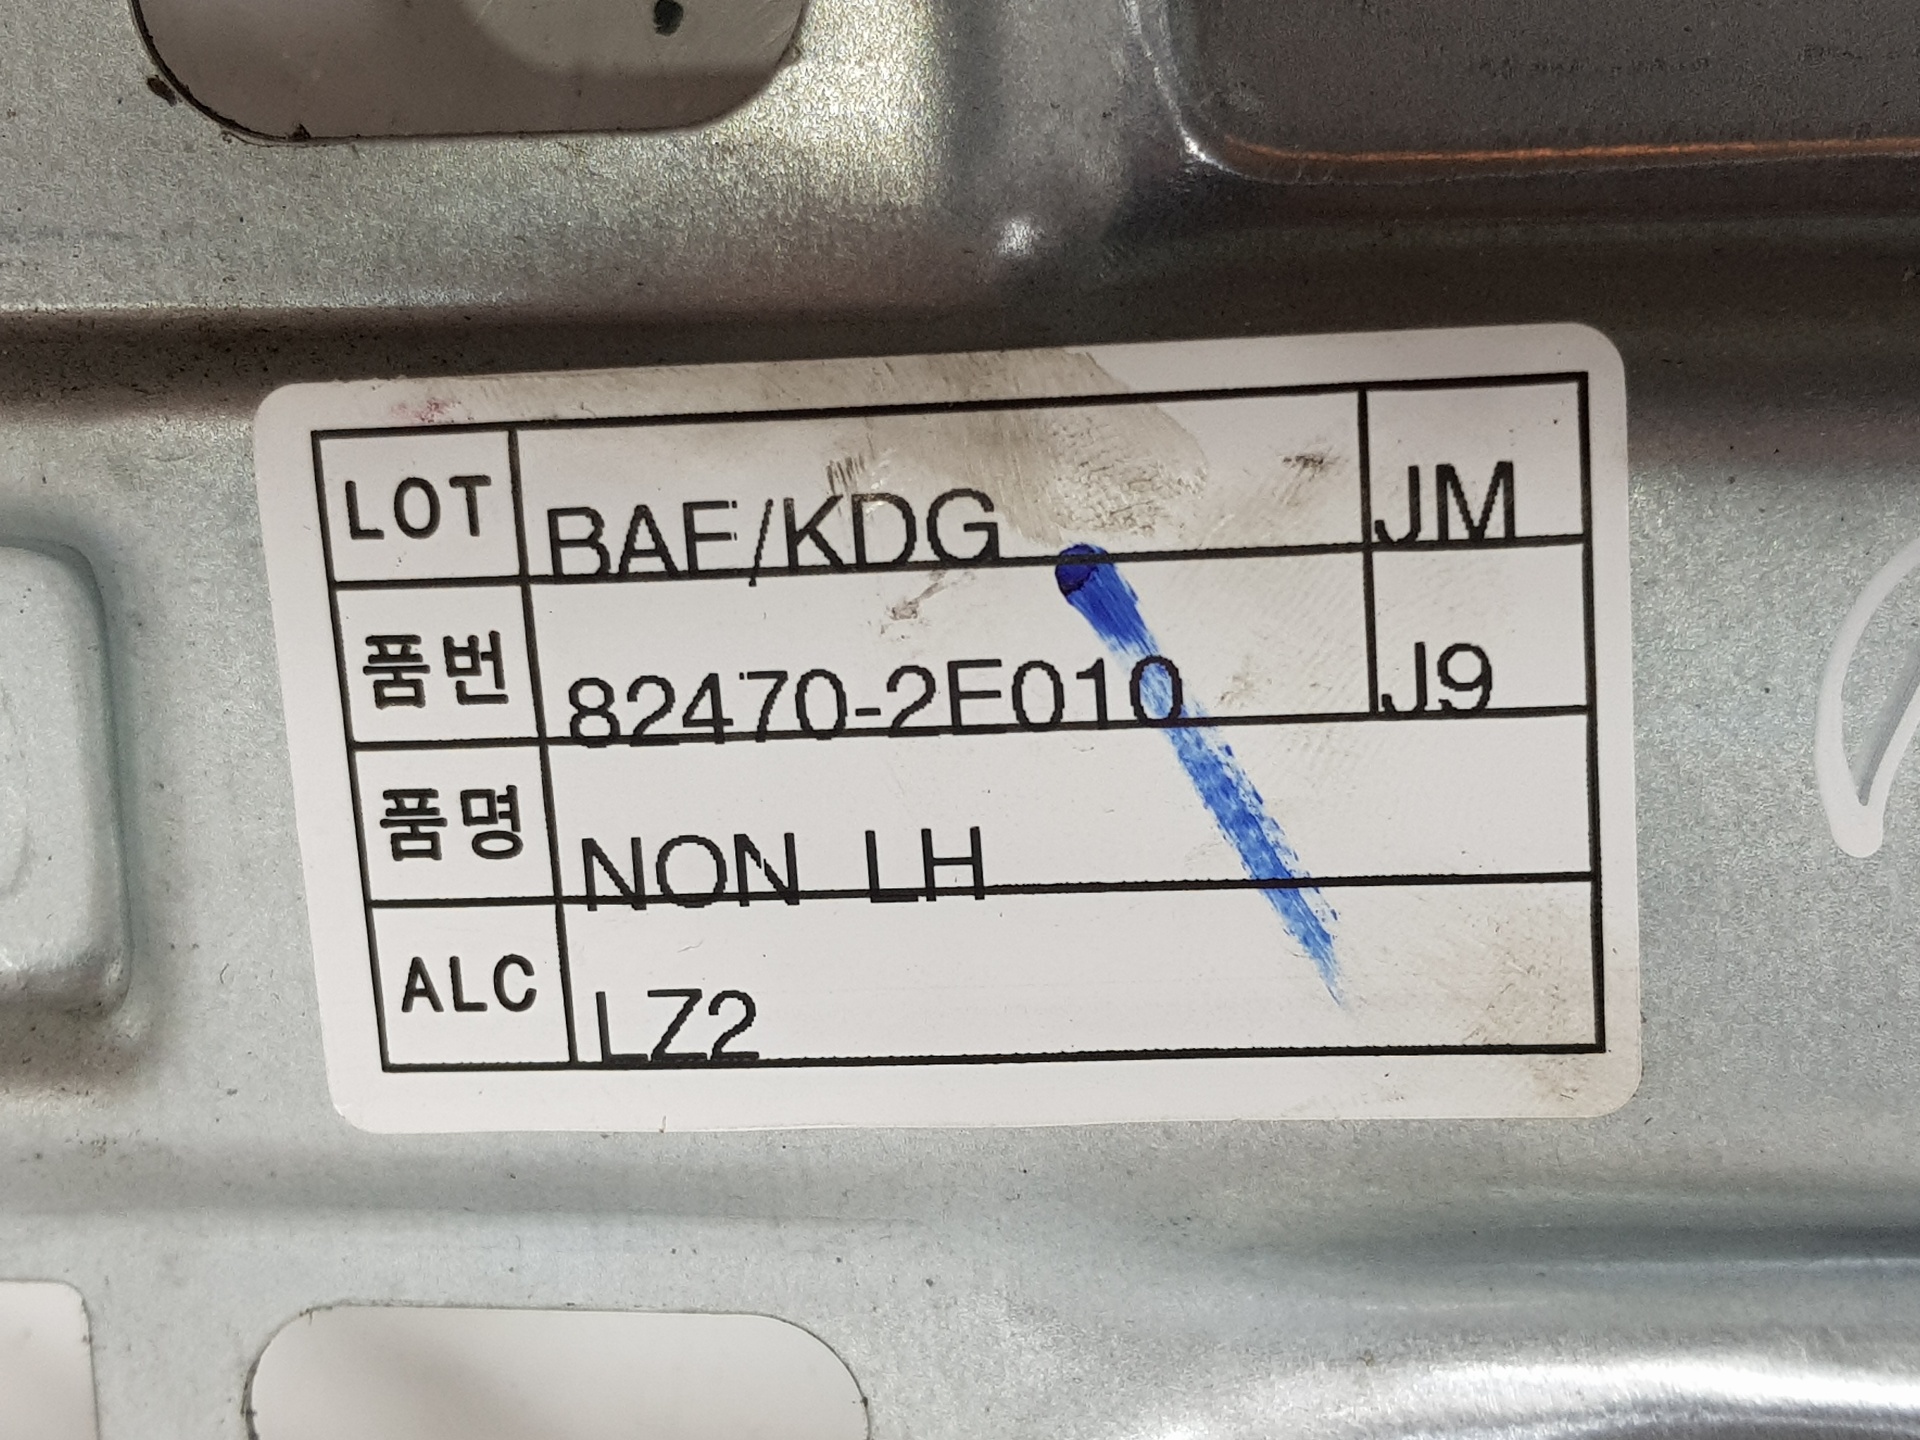 LOT BAE/KDG JM
품번 82470-2E010 J9
품명 NON LH
ALC LZ2